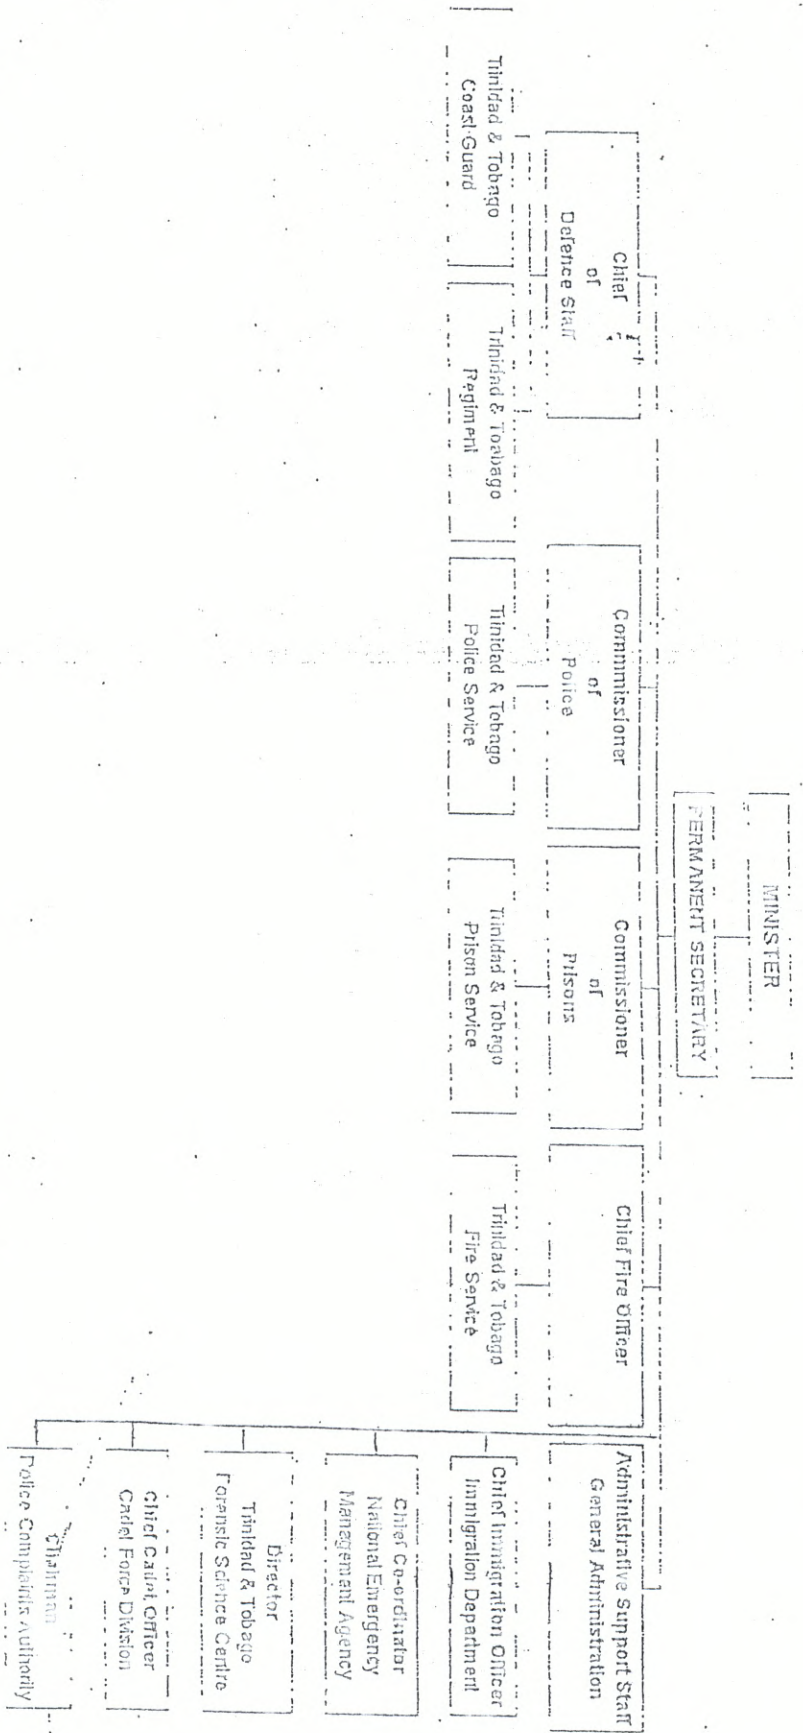 MINISTER
PERMANENT SECRETARY
Chief
of
Defence Staff
Commmissioner
of
Police
Commissioner
of
Prisons
Chief Fire Officer
Administrative Support Staff
General Administration
Trinidad & Tobago
Coast Guard
Trinidad & Toabago
Regiment
Trinidad & Tobago
Police Service
Trinidad & Tobago
Prison Service
Trinidad & Tobago
Fire Service
Chief Immigration Officer
Immigration Department
Chief Co-ordinator
National Emergency
Management Agency
Director
Trinidad & Tobago
Forensic Science Centre
Chief Cadet Officer
Cadet Force Division
Chairman
Police Complaints Authority